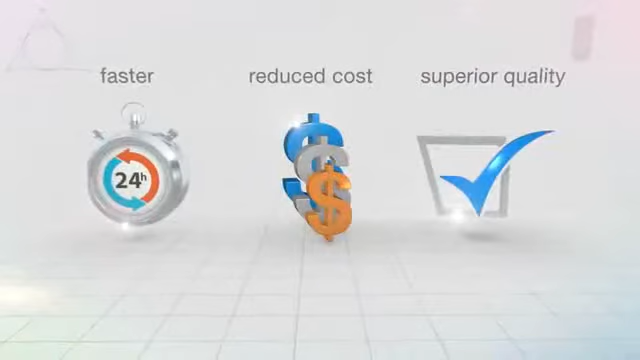 faster
reduced cost
superior quality
24h
$
$
$